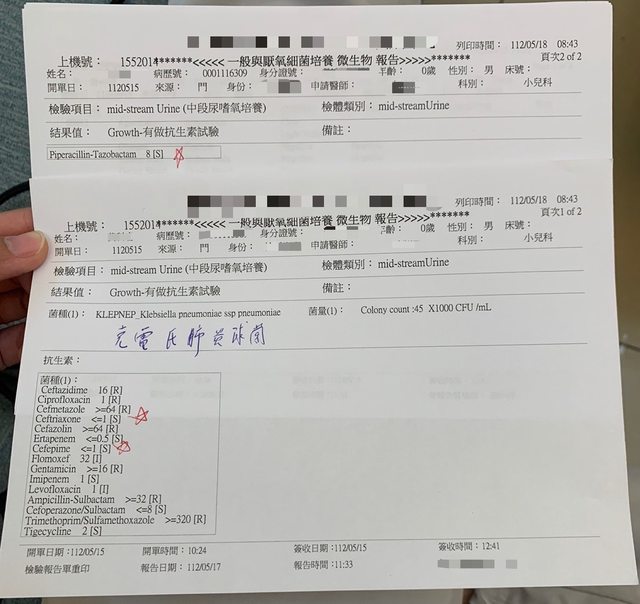 列印時間: 112/05/18 08:43
上機號: 1552014******<<<<< 一般與厭氧細菌培養 微生物 報告>>>>>******* 頁次2 of 2
姓名: 病歷號: 0001116309 身分證號: 年齡: 0歲 性別: 男 床號:
開單日: 1120515 來源: 門 身份: 申請醫師: 科別: 小兒科
檢驗項目: mid-stream Urine (中段尿嗜氧培養) 檢體類別: mid-streamUrine
結果值: Growth-有做抗生素試驗 備註:
Piperacillin-Tazobactam 8 [S]
列印時間: 112/05/18 08:43
上機號: 1552014******<<<<< 一般與厭氧細菌培養 微生物 報告>>>>>******* 頁次1 of 2
姓名: 病歷號: 身分證號: 年齡: 0歲 性別: 男 床號:
開單日: 1120515 來源: 門 身份: 申請醫師: 科別: 小兒科
檢驗項目: mid-stream Urine (中段尿嗜氧培養) 檢體類別: mid-streamUrine
結果值: Growth-有做抗生素試驗 備註:
菌種(1): KLEPNEP_Klebsiella pneumoniae ssp pneumoniae 菌量(1): Colony count :45 X1000 CFU /mL
克雷氏肺炎球菌
抗生素:
菌種(1):
Ceftazidime 16 [R]
Ciprofloxacin 1 [R]
Cefmetazole >=64 [R]
Ceftriaxone <=1 [S]
Cefazolin >=64 [R]
Ertapenem <=0.5 [S]
Cefepime <=1 [S]
Flomoxef 32 [I]
Gentamicin >=16 [R]
Imipenem 1 [S]
Levofloxacin 1 [I]
Ampicillin-Sulbactam >=32 [R]
Cefoperazone/Sulbactam <=8 [S]
Trimethoprim/Sulfamethoxazole >=320 [R]
Tigecycline 2 [S]
開單日期:112/05/15 開單時間: 10:24 簽收日期:112/05/15 簽收時間: 12:41
檢驗報告單重印 報告日期: 112/05/17 報告時間:11:33